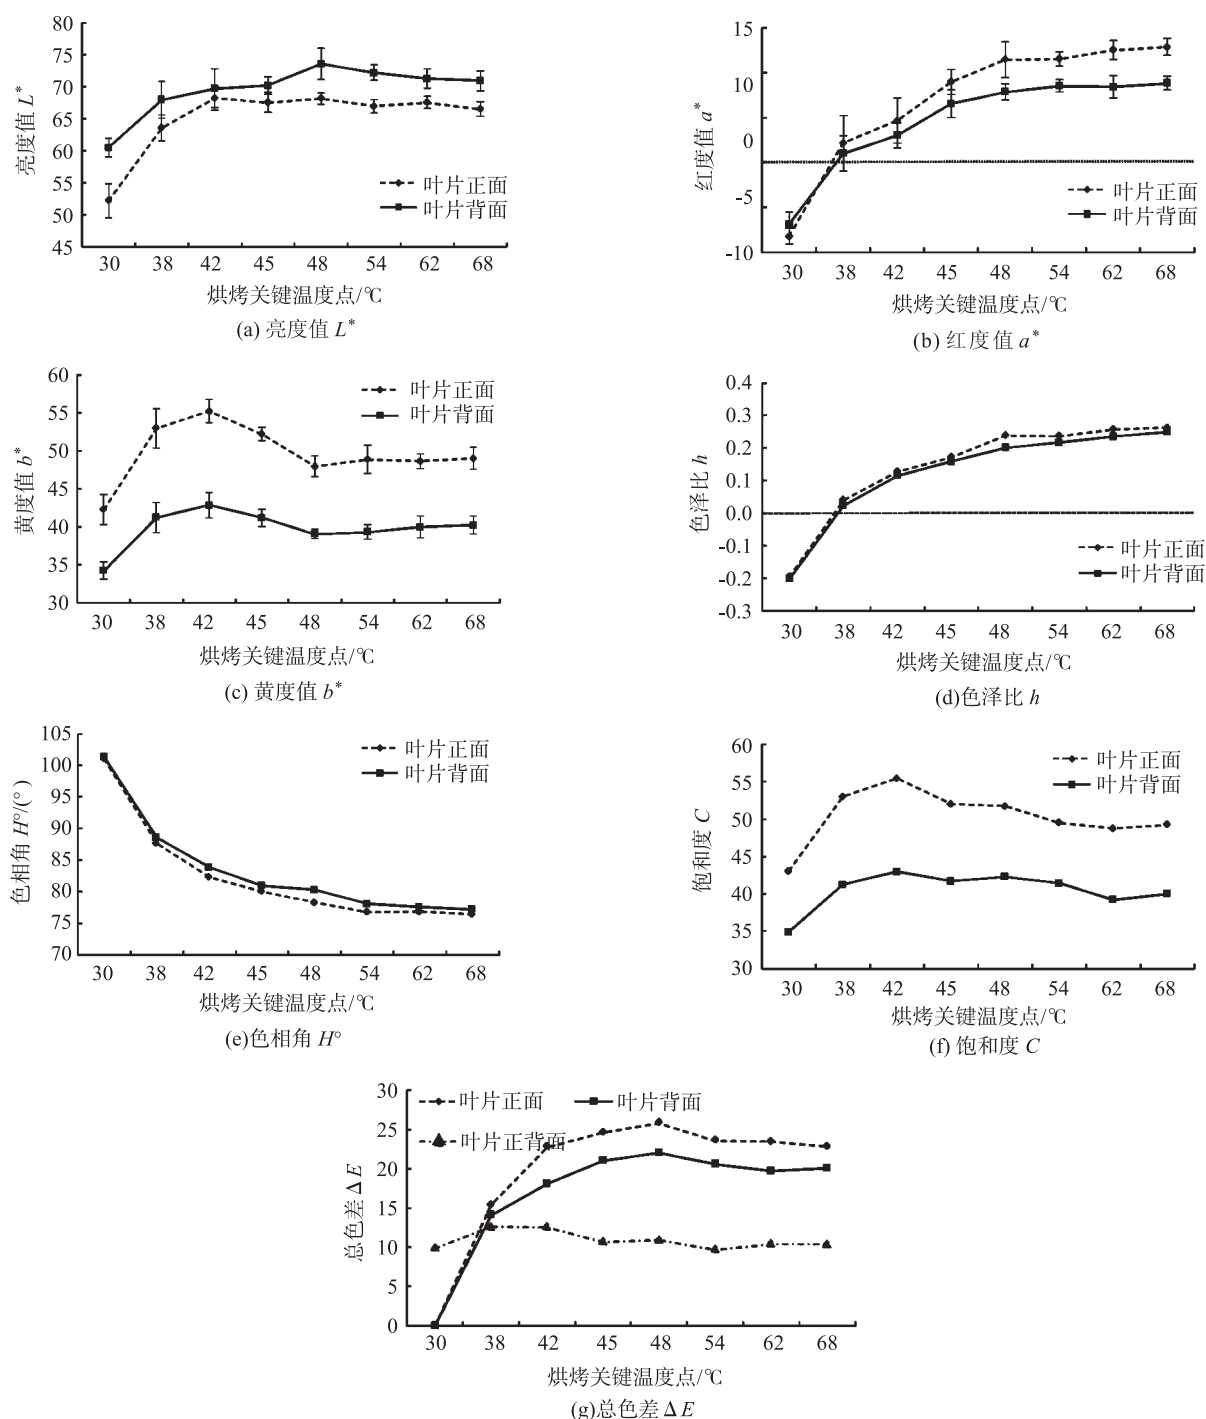 80
75
70
65
60
55
50
45
亮度值 L*
叶片正面
叶片背面
30 38 42 45 48 54 62 68
烘烤关键温度点/℃
(a) 亮度值 L*
15
10
0
-5
-10
红度值 a*
叶片正面
叶片背面
30 38 42 45 48 54 62 68
烘烤关键温度点/℃
(b) 红度值 a*
60
55
50
45
40
35
30
黄度值 b*
叶片正面
叶片背面
30 38 42 45 48 54 62 68
烘烤关键温度点/℃
(c) 黄度值 b*
0.4
0.3
0.2
0.1
0.0
-0.1
-0.2
-0.3
色泽比 h
叶片正面
叶片背面
30 38 42 45 48 54 62 68
烘烤关键温度点/℃
(d)色泽比 h
105
100
95
90
85
80
75
70
色相角 H°/(°)
叶片正面
叶片背面
30 38 42 45 48 54 62 68
烘烤关键温度点/℃
(e)色相角 H°
60
55
50
45
40
35
30
饱和度 C
叶片正面
叶片背面
30 38 42 45 48 54 62 68
烘烤关键温度点/℃
(f) 饱和度 C
30
25
20
15
10
5
0
总色差 Δ E
叶片正面 叶片背面
叶片正背面
30 38 42 45 48 54 62 68
烘烤关键温度点/℃
(g)总色差 Δ E